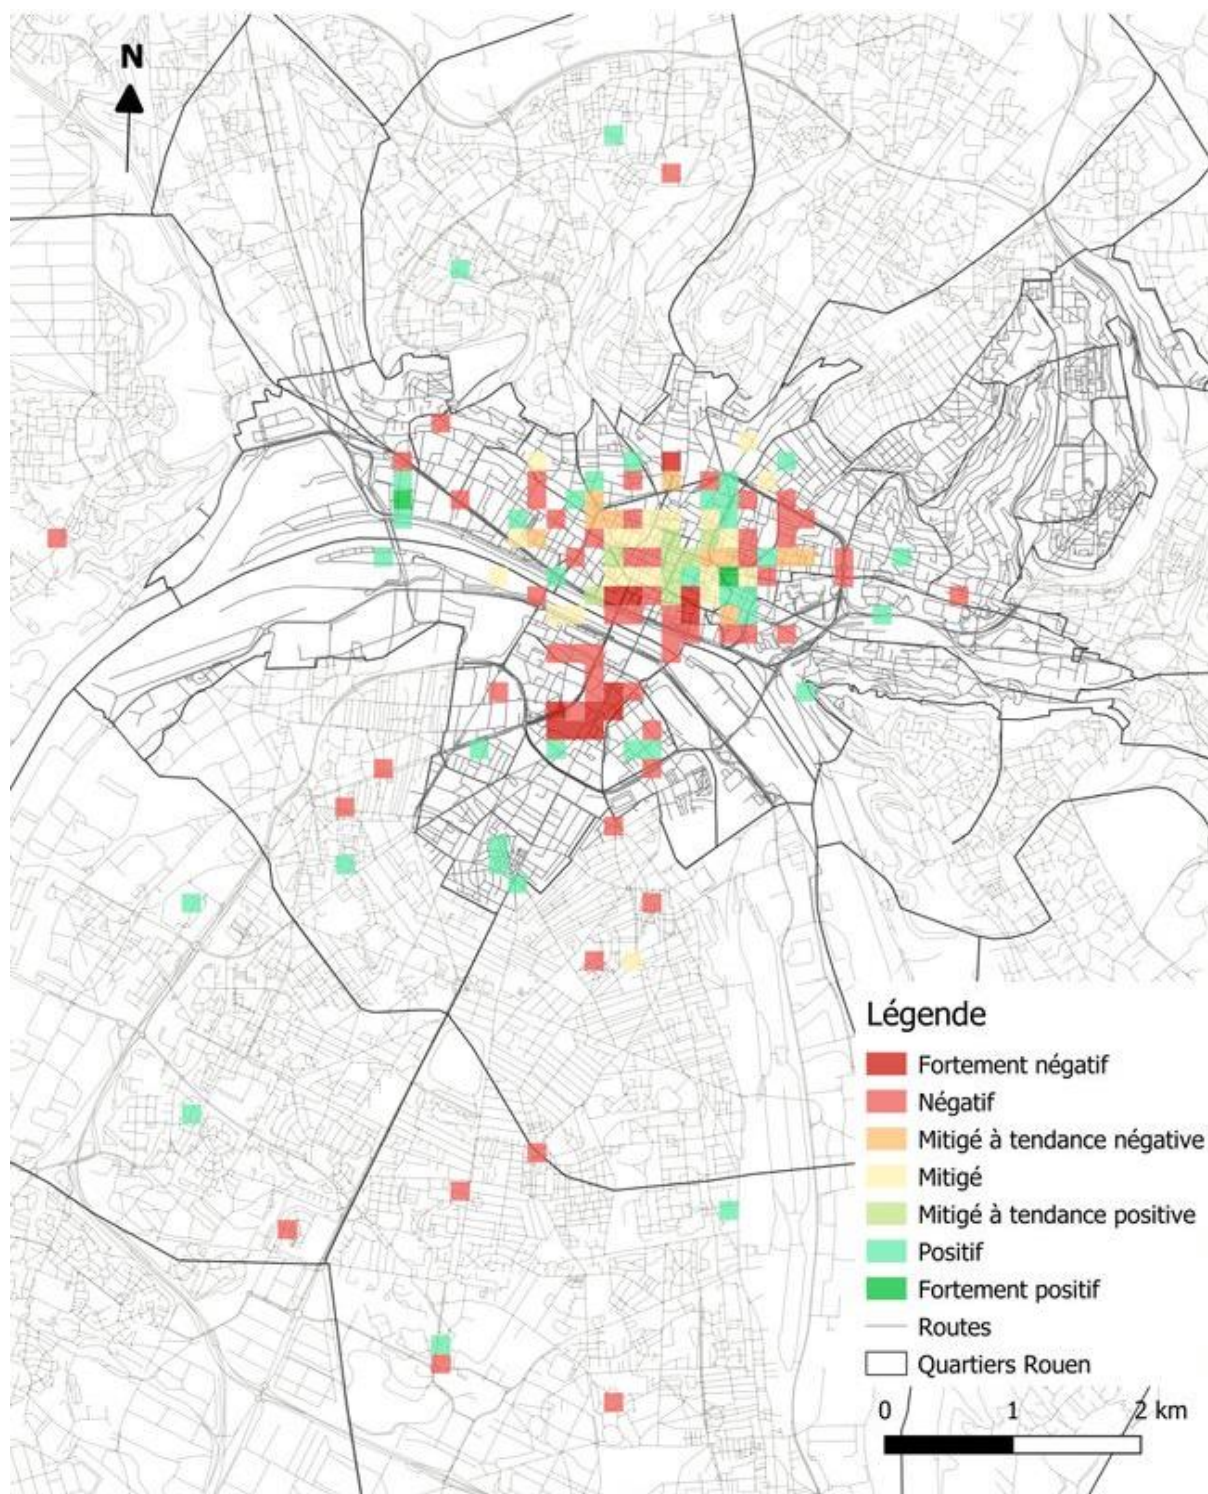 N
Légende
Fortement négatif
Négatif
Mitigé à tendance négative
Mitigé
Mitigé à tendance positive
Positif
Fortement positif
Routes
Quartiers Rouen
0 1 2 km